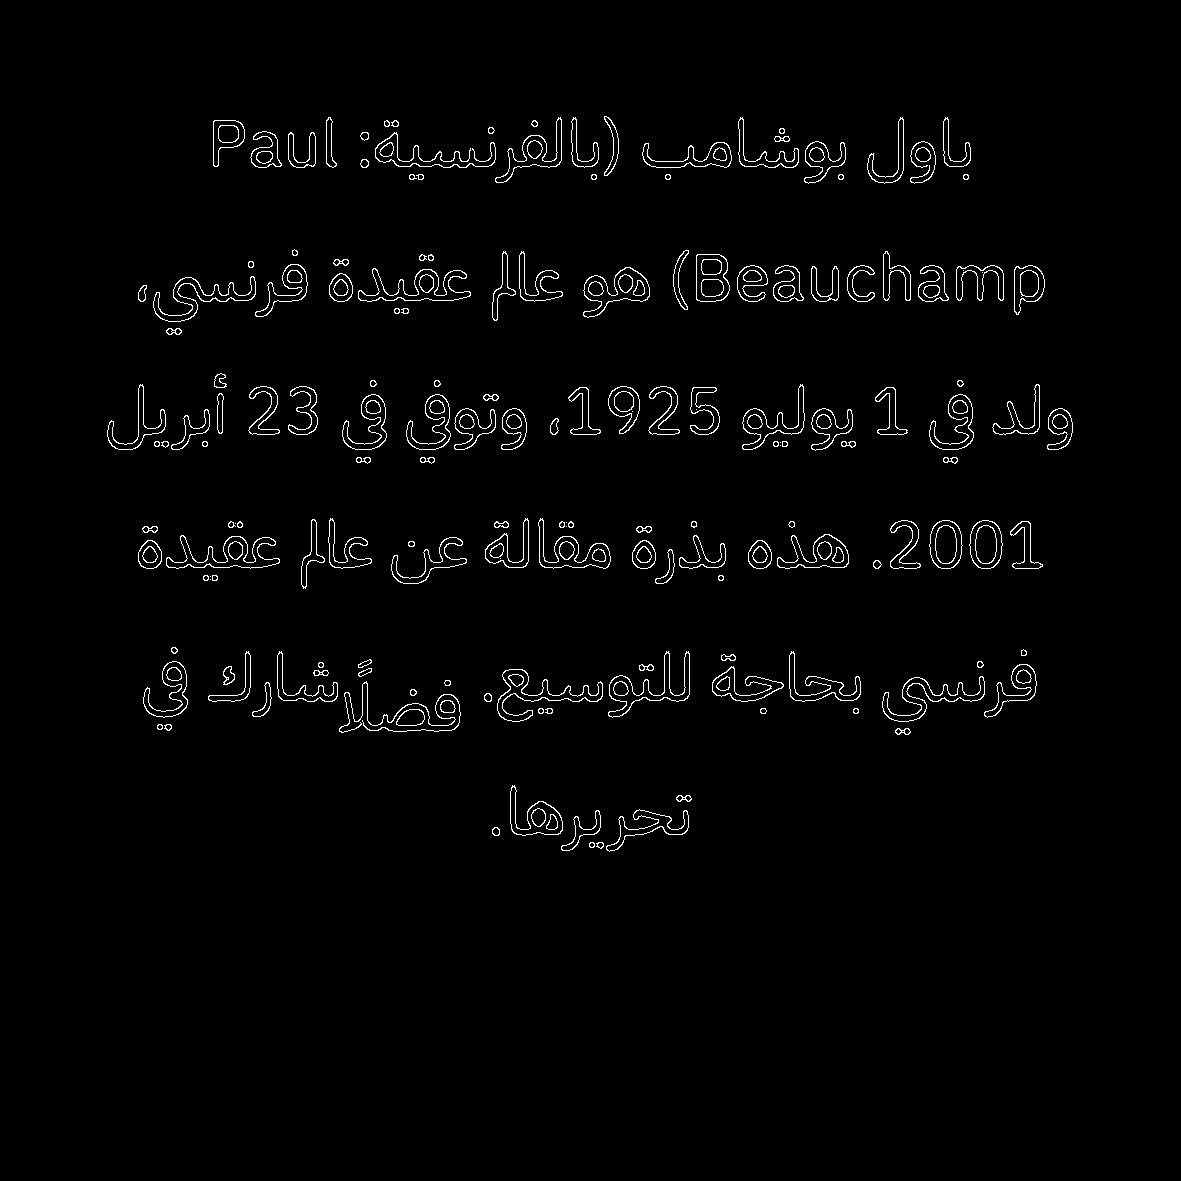 باول بوشامب (بالفرنسية: Paul
Beauchamp) هو عالم عقيدة فرنسي،
ولد في 1 يوليو 1925، وتوفي في 23 أبريل
2001. هذه بذرة مقالة عن عالم عقيدة
فرنسي بحاجة للتوسيع. فضلًا شارك في
تحريرها.